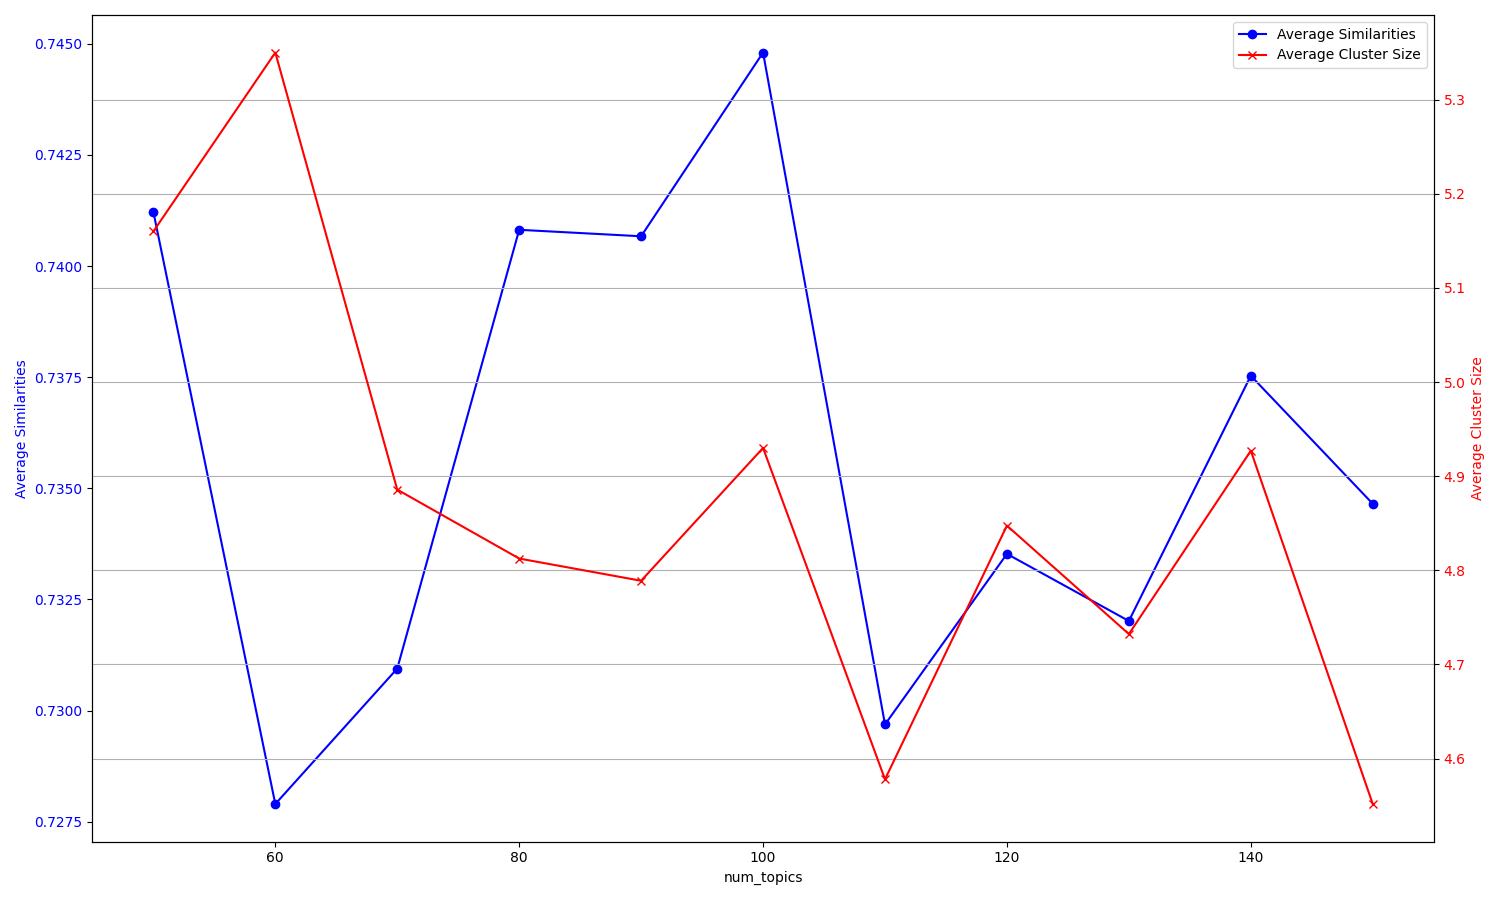 Average Similarities
Average Cluster Size
0.7450
0.7425
0.7400
0.7375
0.7350
0.7325
0.7300
0.7275
Average Similarities
5.3
5.2
5.1
5.0
4.9
4.8
4.7
4.6
Average Cluster Size
60 80 100 120 140
num_topics